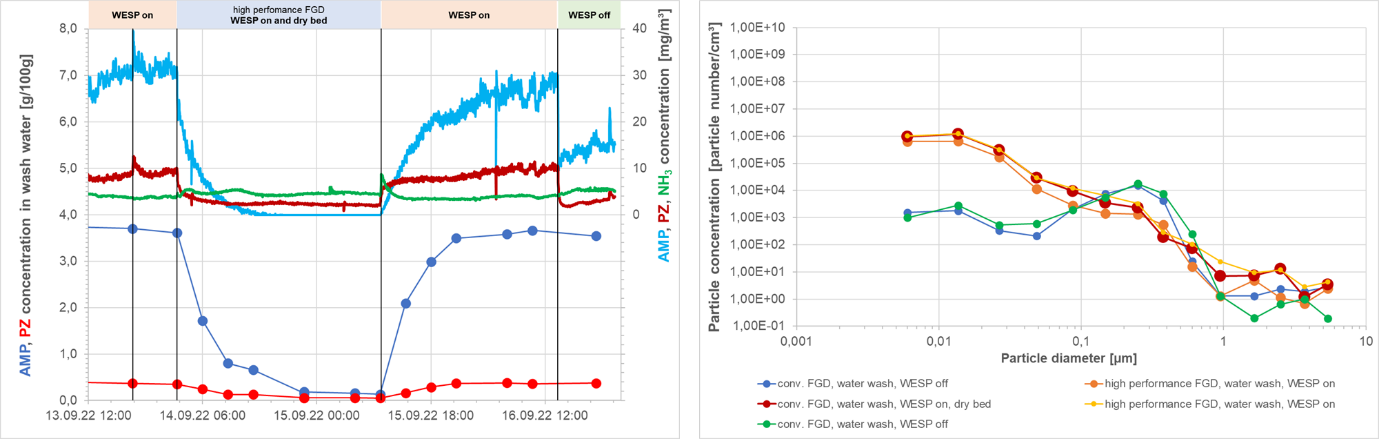 WESP on
high perfomance FGD
WESP on and dry bed
WESP on
WESP off
AMP, PZ concentration in wash water [g/100g]
8,0
7,0
6,0
5,0
4,0
3,0
2,0
1,0
0,0
40
30
20
10
0
AMP, PZ, NH3 concentration [mg/m³]
13.09.22 12:00
14.09.22 06:00
15.09.22 00:00
15.09.22 18:00
16.09.22 12:00
Particle concentration [particle number/cm³]
1,00E+10
1,00E+09
1,00E+08
1,00E+07
1,00E+06
1,00E+05
1,00E+04
1,00E+03
1,00E+02
1,00E+01
1,00E+00
1,00E-01
0,001
0,01
0,1
1
10
Particle diameter [µm]
conv. FGD, water wash, WESP off
high performance FGD, water wash, WESP on
conv. FGD, water wash, WESP on, dry bed
high performance FGD, water wash, WESP on
conv. FGD, water wash, WESP off